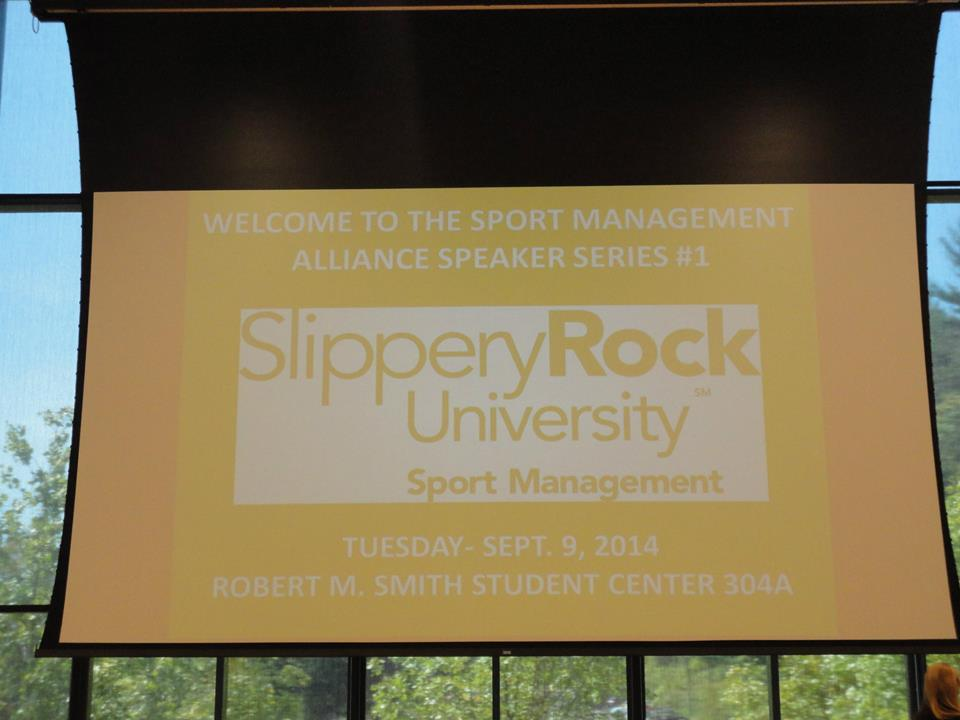 WELCOME TO THE SPORT MANAGEMENT
ALLIANCE SPEAKER SERIES #1
SlipperyRock
University SM
Sport Management
TUESDAY- SEPT. 9, 2014
ROBERT M. SMITH STUDENT CENTER 304A